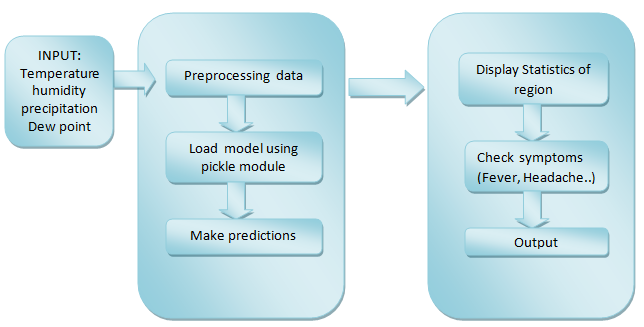 INPUT:
Temperature
humidity
precipitation
Dew point
Preprocessing data
Load model using
pickle module
Make predictions
Display Statistics of
region
Check symptoms
(Fever, Headache..)
Output